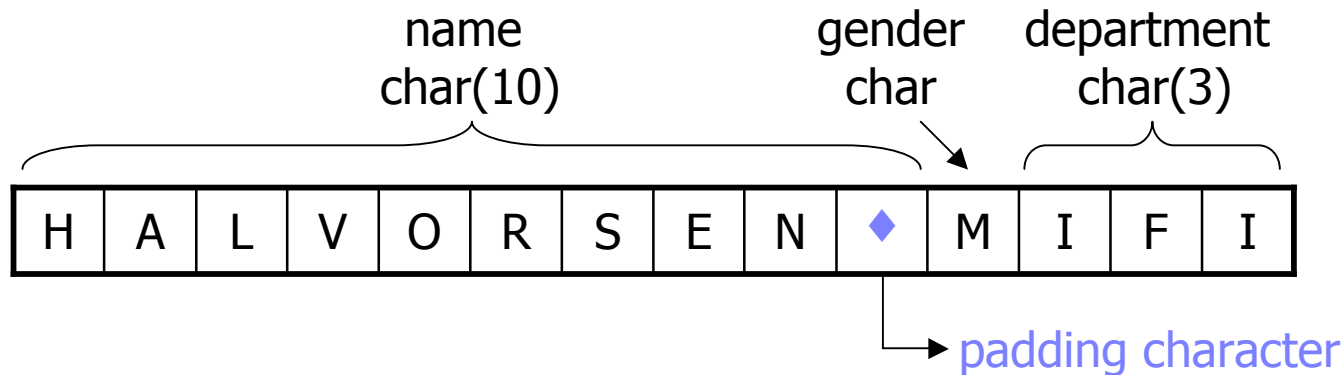 name gender department
char(10) char char(3)
H A L V O R S E N ♦ M I F I
padding character